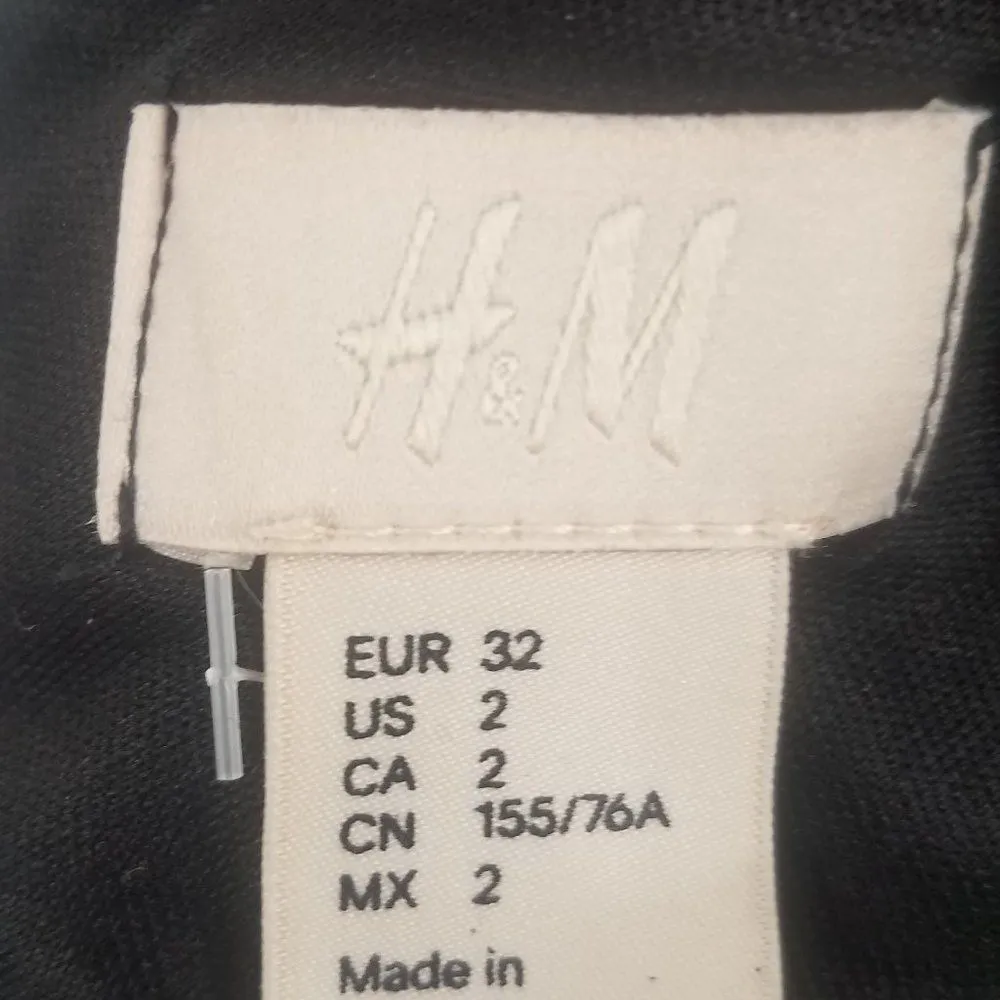 H&M
EUR 32
US 2
CA 2
CN 155/76A
MX 2
Made in